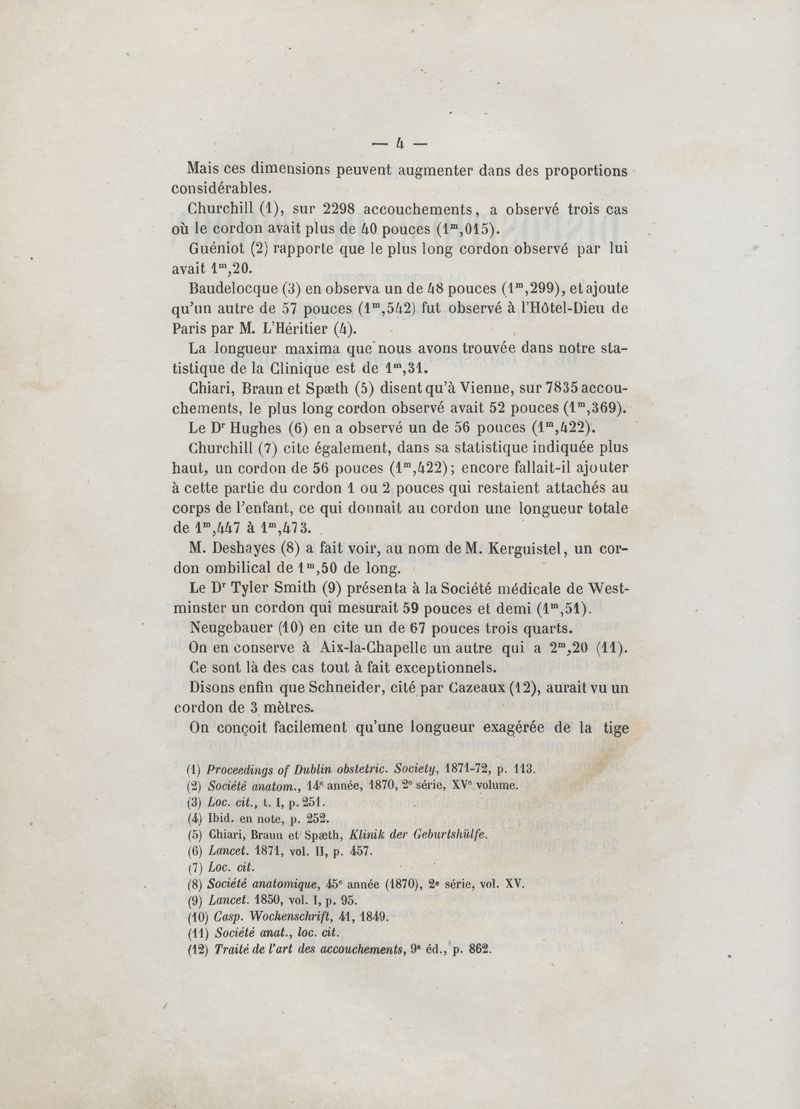 — 4 —
Mais ces dimensions peuvent augmenter dans des proportions
considérables.
Churchill (1), sur 2298 accouchements, a observé trois cas
où le cordon avait plus de 40 pouces (1ᵐ,015).
Guéniot (2) rapporte que le plus long cordon observé par lui
avait 1ᵐ,20.
Baudelocque (3) en observa un de 48 pouces (1ᵐ,299), et ajoute
qu'un autre de 57 pouces (1ᵐ,542) fut observé à l'Hôtel-Dieu de
Paris par M. L'Héritier (4).
La longueur maxima que nous avons trouvée dans notre sta-
tistique de la Clinique est de 1ᵐ,31.
Chiari, Braun et Spæth (5) disent qu'à Vienne, sur 7835 accou-
chements, le plus long cordon observé avait 52 pouces (1ᵐ,369).
Le Dʳ Hughes (6) en a observé un de 56 pouces (1ᵐ,422).
Churchill (7) cite également, dans sa statistique indiquée plus
haut, un cordon de 56 pouces (1ᵐ,422); encore fallait-il ajouter
à cette partie du cordon 1 ou 2 pouces qui restaient attachés au
corps de l'enfant, ce qui donnait au cordon une longueur totale
de 1ᵐ,447 à 1ᵐ,473.
M. Deshayes (8) a fait voir, au nom de M. Kerguistel, un cor-
don ombilical de 1ᵐ,50 de long.
Le Dʳ Tyler Smith (9) présenta à la Société médicale de West-
minster un cordon qui mesurait 59 pouces et demi (1ᵐ,51).
Neugebauer (10) en cite un de 67 pouces trois quarts.
On en conserve à Aix-la-Chapelle un autre qui a 2ᵐ,20 (11).
Ce sont là des cas tout à fait exceptionnels.
Disons enfin que Schneider, cité par Cazeaux (12), aurait vu un
cordon de 3 mètres.
On conçoit facilement qu'une longueur exagérée de la tige
(1) Proceedings of Dublin obstetric. Society, 1871-72, p. 113.
(2) Société anatom., 14ᵉ année, 1870, 2ᵉ série, XVᵉ volume.
(3) Loc. cit., t. I, p. 251.
(4) Ibid. en note, p. 252.
(5) Chiari, Braun et Spæth, Klinik der Geburtshülfe.
(6) Lancet. 1871, vol. II, p. 457.
(7) Loc. cit.
(8) Société anatomique, 45ᵉ année (1870), 2ᵉ série, vol. XV.
(9) Lancet. 1850, vol. I, p. 95.
(10) Casp. Wochenschrift, 41, 1849.
(11) Société anat., loc. cit.
(12) Traité de l'art des accouchements, 9ᵉ éd., p. 862.